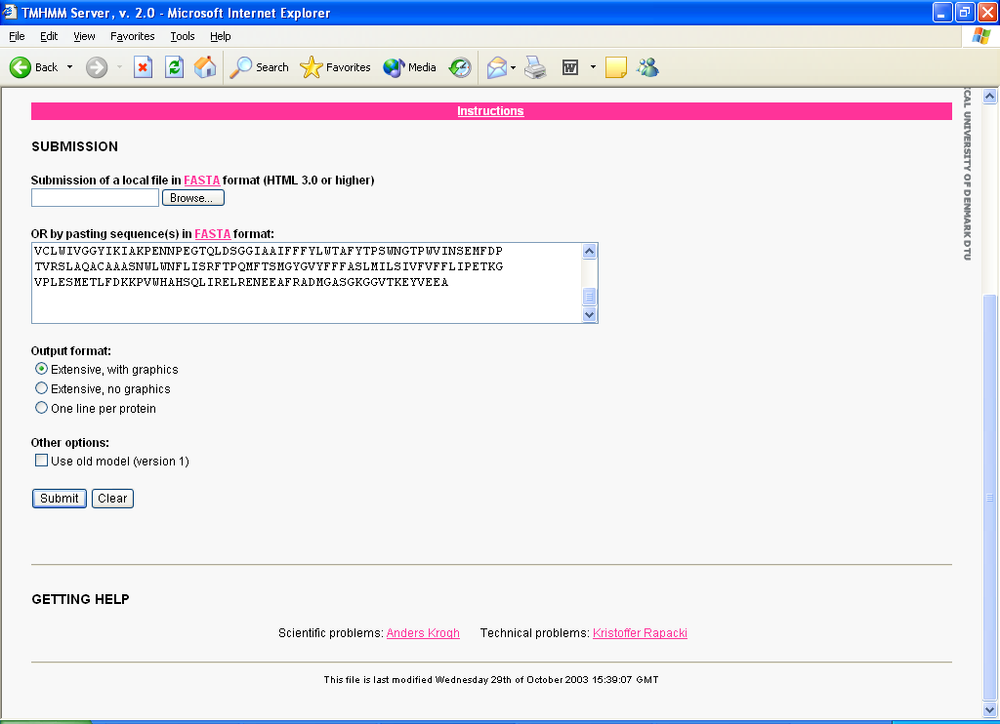 TMHMM Server, v. 2.0 - Microsoft Internet Explorer
File Edit View Favorites Tools Help
Back Search Favorites Media
Instructions
CAL UNIVERSITY OF DENMARK DTU
SUBMISSION
Submission of a local file in FASTA format (HTML 3.0 or higher)
Browse...
OR by pasting sequence(s) in FASTA format:
VCLWIVGGYIKIAKPENNPEGTQLDSGGIAAIFFFYLWTAFYTPSWNGTPWVINSEMFDP
TVRSLAQACAAASNWLWNFLISRFTPQMFTSMGYGVYFFFASLMILSIVFVFFLIPETKG
VPLESMETLFDKKPVWHAHSQLIRELRENEEAFRADMGASGKGGVTKEYVEEA
Output format:
Extensive, with graphics
Extensive, no graphics
One line per protein
Other options:
Use old model (version 1)
Submit Clear
GETTING HELP
Scientific problems: Anders Krogh Technical problems: Kristoffer Rapacki
This file is last modified Wednesday 29th of October 2003 15:39:07 GMT